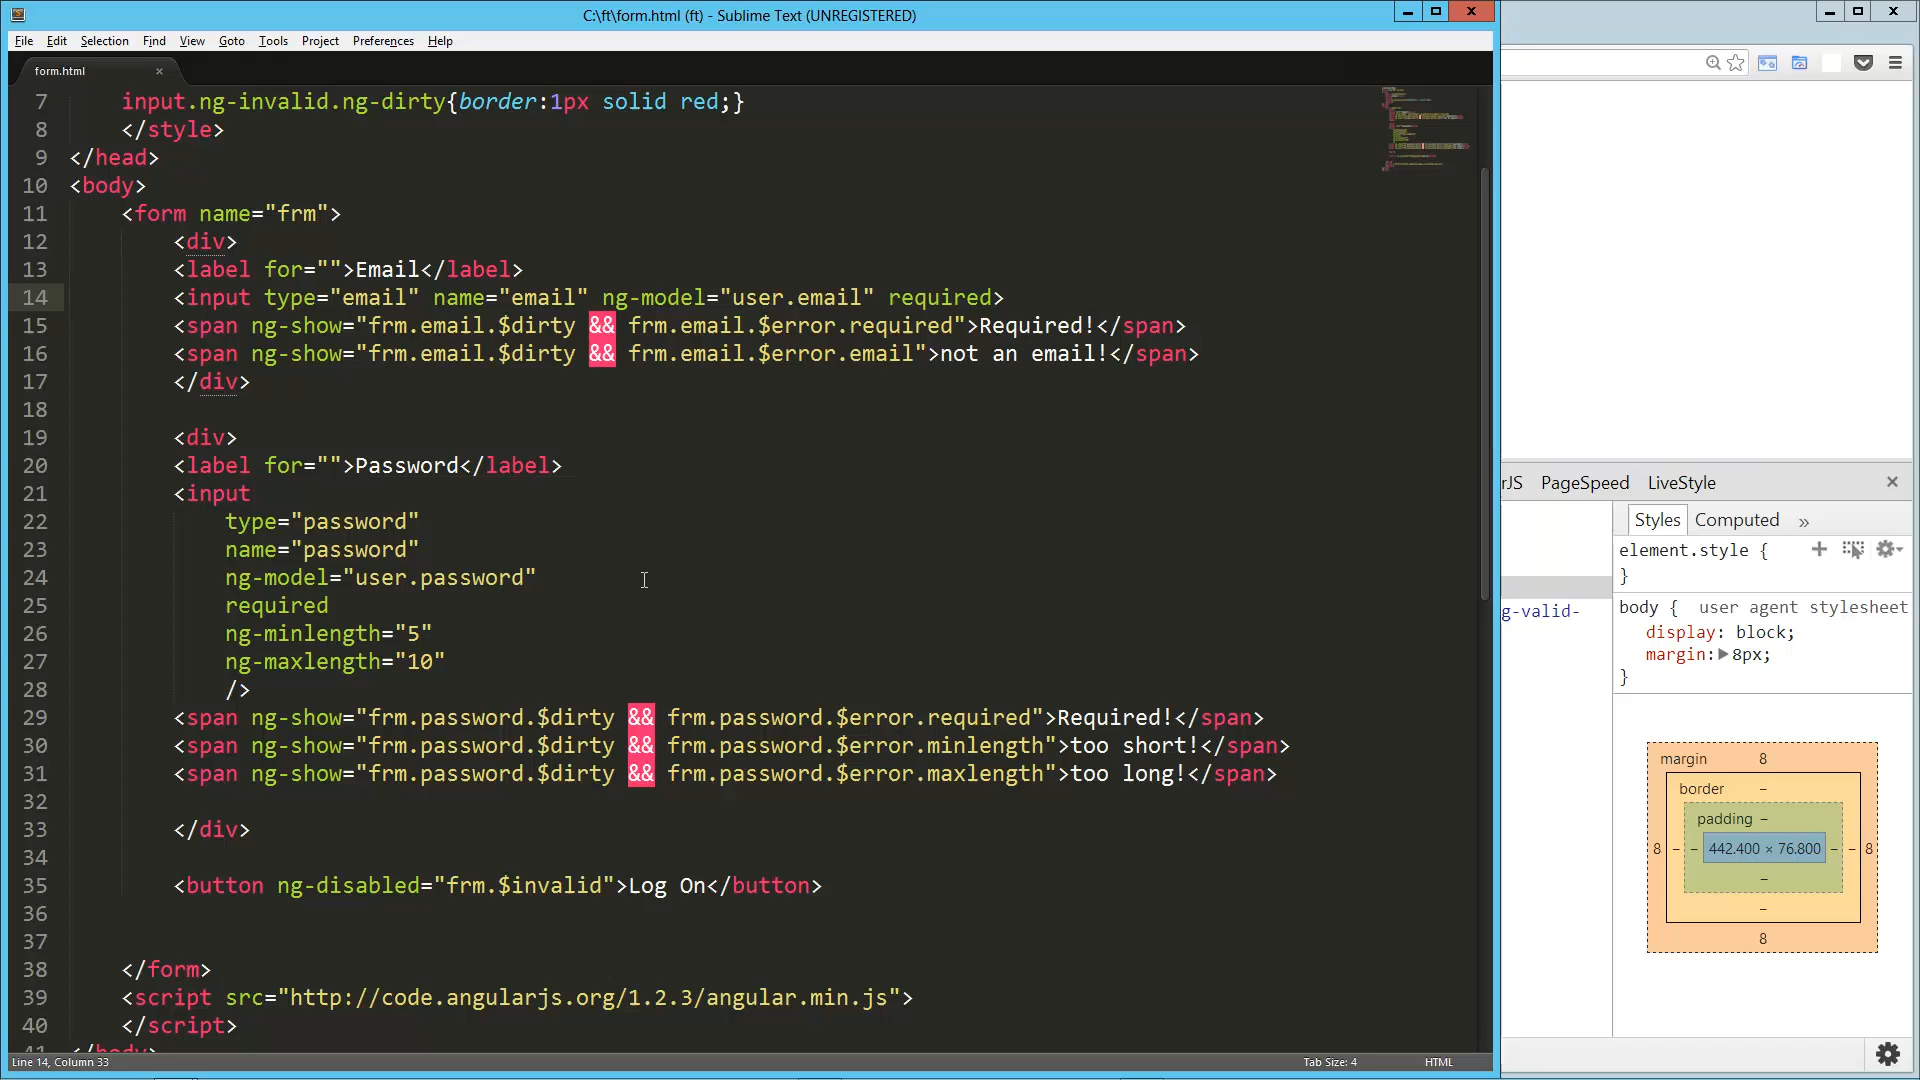 C:\ft\form.html (ft) - Sublime Text (UNREGISTERED)
File Edit Selection Find View Goto Tools Project Preferences Help
form.html
7 input.ng-invalid.ng-dirty{border:1px solid red;}
8 </style>
9 </head>
10 <body>
11 <form name="frm">
12 <div>
13 <label for="">Email</label>
14 <input type="email" name="email" ng-model="user.email" required>
15 <span ng-show="frm.email.$dirty && frm.email.$error.required">Required!</span>
16 <span ng-show="frm.email.$dirty && frm.email.$error.email">not an email!</span>
17 </div>
18
19 <div>
20 <label for="">Password</label>
21 <input
22 type="password"
23 name="password"
24 ng-model="user.password"
25 required
26 ng-minlength="5"
27 ng-maxlength="10"
28 />
29 <span ng-show="frm.password.$dirty && frm.password.$error.required">Required!</span>
30 <span ng-show="frm.password.$dirty && frm.password.$error.minlength">too short!</span>
31 <span ng-show="frm.password.$dirty && frm.password.$error.maxlength">too long!</span>
32
33 </div>
34
35 <button ng-disabled="frm.$invalid">Log On</button>
36
37
38 </form>
39 <script src="http://code.angularjs.org/1.2.3/angular.min.js">
40 </script>
41 </body>
Line 14, Column 33
Tab Size: 4
HTML
rJS PageSpeed LiveStyle
g-valid-
Styles Computed »
element.style {
}
body { user agent stylesheet
display: block;
margin: 8px;
}
margin 8
border –
padding –
8 – – 442.400 × 76.800 – – 8
–
–
8